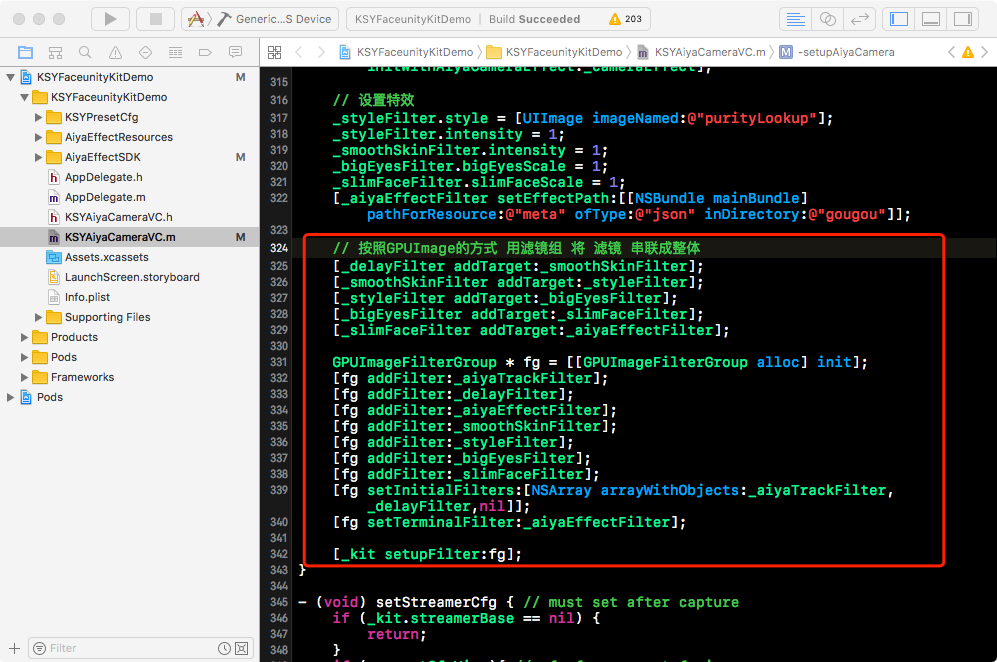 Generic...S Device
KSYFaceunityKitDemo | Build Succeeded
203
KSYFaceunityKitDemo
KSYFaceunityKitDemo
KSYAiyaCameraVC.m
M
-setupAiyaCamera
KSYFaceunityKitDemo M
KSYFaceunityKitDemo
KSYPresetCfg
AiyaEffectResources
AiyaEffectSDK M
h AppDelegate.h
m AppDelegate.m
h KSYAiyaCameraVC.h
m KSYAiyaCameraVC.m M
Assets.xcassets
LaunchScreen.storyboard
Info.plist
Supporting Files
Products
Pods
Frameworks
Pods
Filter
initWithAiyaCameraEffect:_cameraEffect];
315
316 // 设置特效
317 _styleFilter.style = [UIImage imageNamed:@"purityLookup"];
318 _styleFilter.intensity = 1;
319 _smoothSkinFilter.intensity = 1;
320 _bigEyesFilter.bigEyesScale = 1;
321 _slimFaceFilter.slimFaceScale = 1;
322 [_aiyaEffectFilter setEffectPath:[[NSBundle mainBundle]
pathForResource:@"meta" ofType:@"json" inDirectory:@"gougou"]];
323
324 // 按照GPUImage的方式 用滤镜组 将 滤镜 串联成整体
325 [_delayFilter addTarget:_smoothSkinFilter];
326 [_smoothSkinFilter addTarget:_styleFilter];
327 [_styleFilter addTarget:_bigEyesFilter];
328 [_bigEyesFilter addTarget:_slimFaceFilter];
329 [_slimFaceFilter addTarget:_aiyaEffectFilter];
330
331 GPUImageFilterGroup * fg = [[GPUImageFilterGroup alloc] init];
332 [fg addFilter:_aiyaTrackFilter];
333 [fg addFilter:_delayFilter];
334 [fg addFilter:_aiyaEffectFilter];
335 [fg addFilter:_smoothSkinFilter];
336 [fg addFilter:_styleFilter];
337 [fg addFilter:_bigEyesFilter];
338 [fg addFilter:_slimFaceFilter];
339 [fg setInitialFilters:[NSArray arrayWithObjects:_aiyaTrackFilter,
_delayFilter,nil]];
340 [fg setTerminalFilter:_aiyaEffectFilter];
341
342 [_kit setupFilter:fg];
343 }
344
345 - (void) setStreamerCfg { // must set after capture
346 if (_kit.streamerBase == nil) {
347 return;
348 }